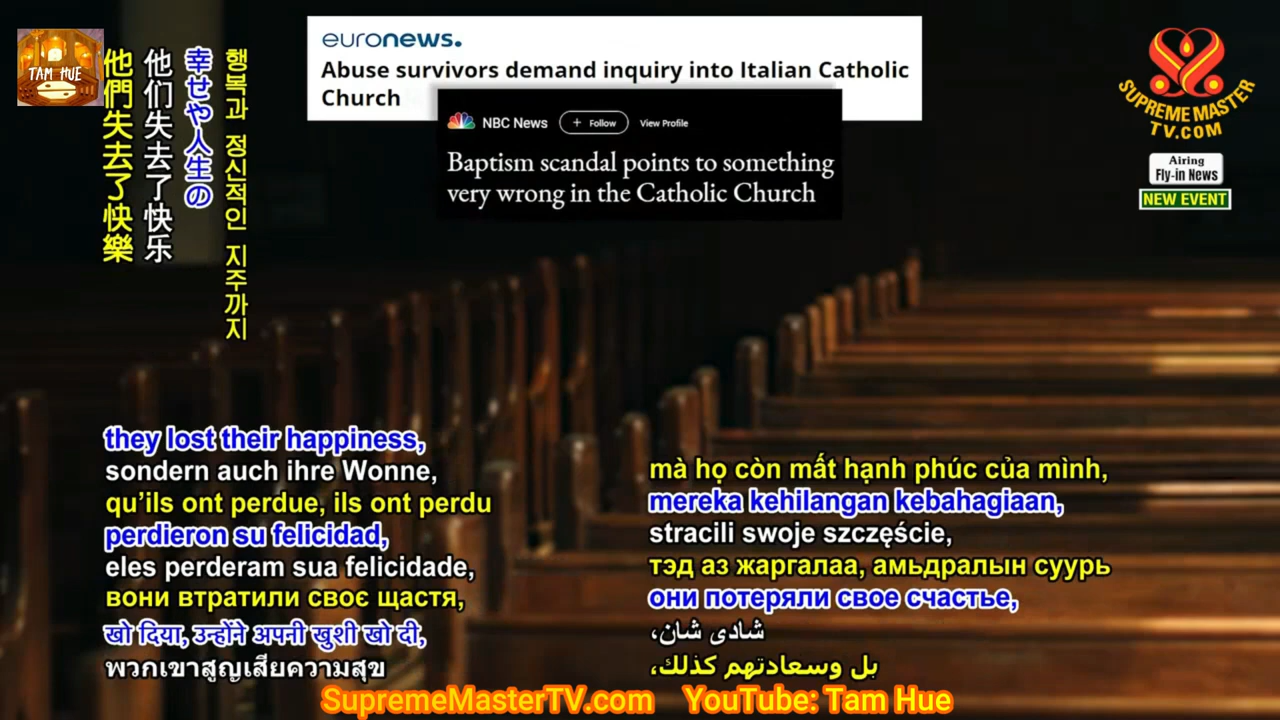 TAM HUE
他們失去了快樂
他们失去了快乐
幸せや人生の
행복과 정신적인 지주까지
euronews.
Abuse survivors demand inquiry into Italian Catholic
Church
NBC News + Follow View Profile
Baptism scandal points to something
very wrong in the Catholic Church
SUPREME MASTER
TV.COM
Airing
Fly-in News
NEW EVENT
they lost their happiness,
sondern auch ihre Wonne,
qu'ils ont perdue, ils ont perdu
perdieron su felicidad,
eles perderam sua felicidade,
вони втратили своє щастя,
खो दिया, उन्होंने अपनी खुशी खो दी,
พวกเขาสูญเสียความสุข
mà họ còn mất hạnh phúc của mình,
mereka kehilangan kebahagiaan,
stracili swoje szczęście,
тэд аз жаргалаа, амьдралын суурь
они потеряли свое счастье,
شادی شان،
بل وسعادتهم كذلك،
SupremeMasterTV.com YouTube: Tam Hue